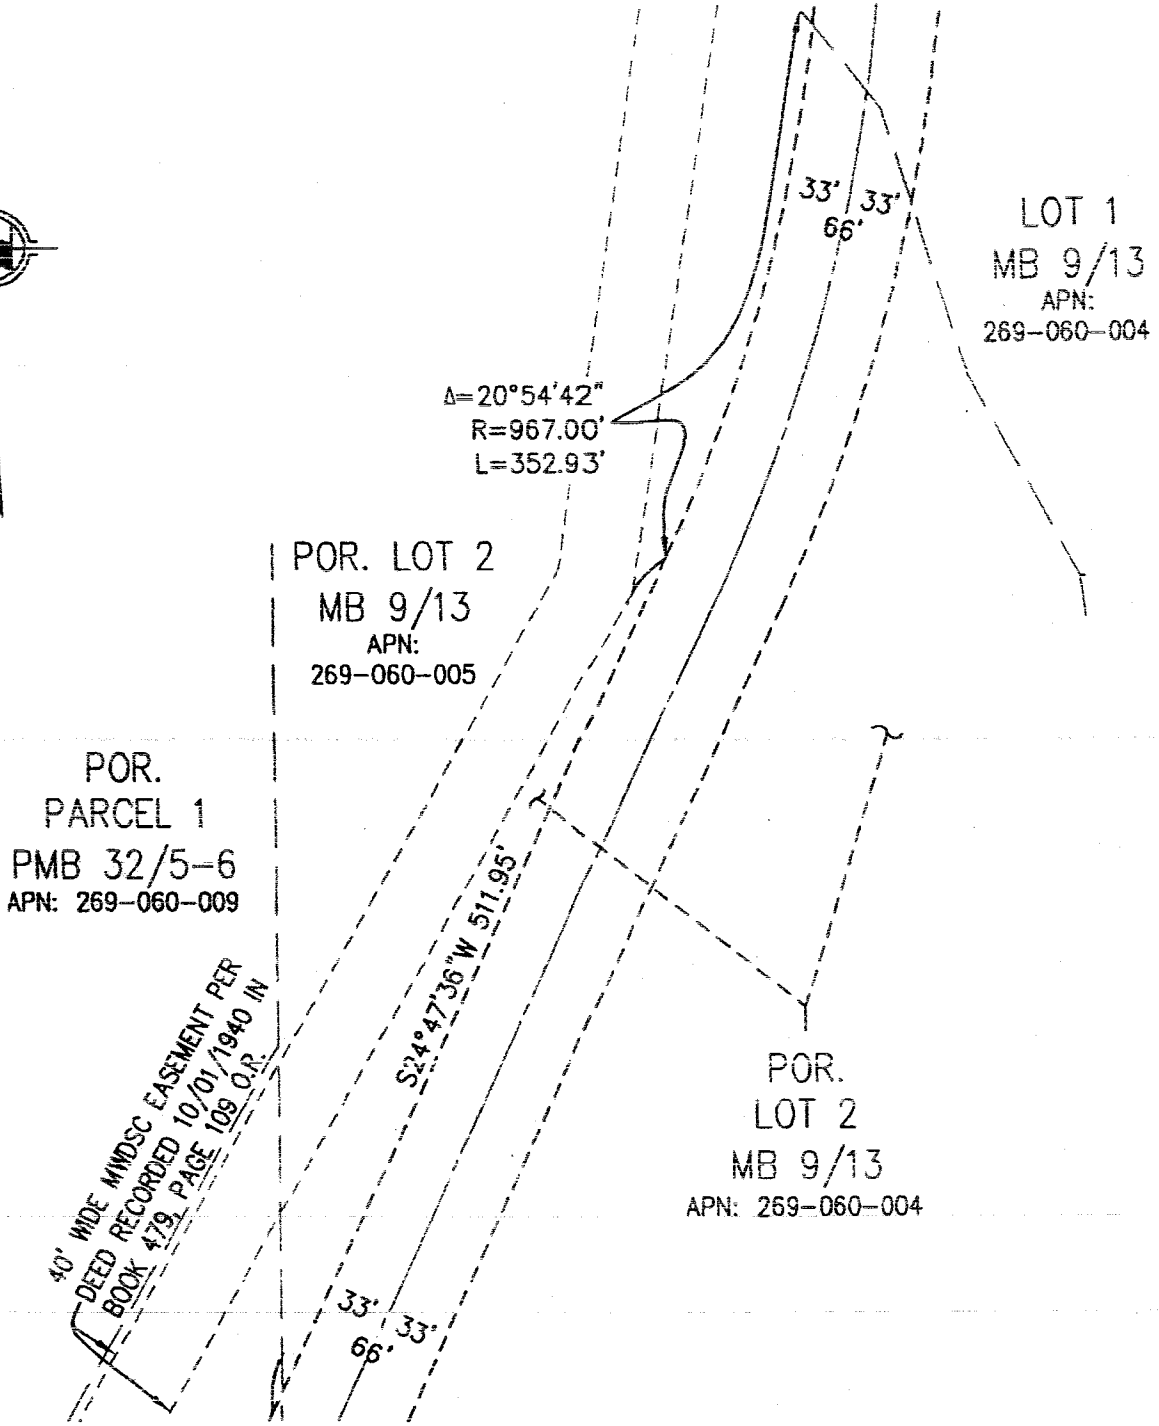 33' 33'
66'
LOT 1
MB 9/13
APN:
269-060-004
Δ=20°54'42"
R=967.00'
L=352.93'
POR. LOT 2
MB 9/13
APN:
269-060-005
POR.
PARCEL 1
PMB 32/5-6
APN: 269-060-009
S24°47'36"W 511.95'
40' WIDE MWDSC EASEMENT PER
DEED RECORDED 10/01/1940 IN
BOOK 479, PAGE 109 O.R.
POR.
LOT 2
MB 9/13
APN: 269-060-004
33' 33'
66'